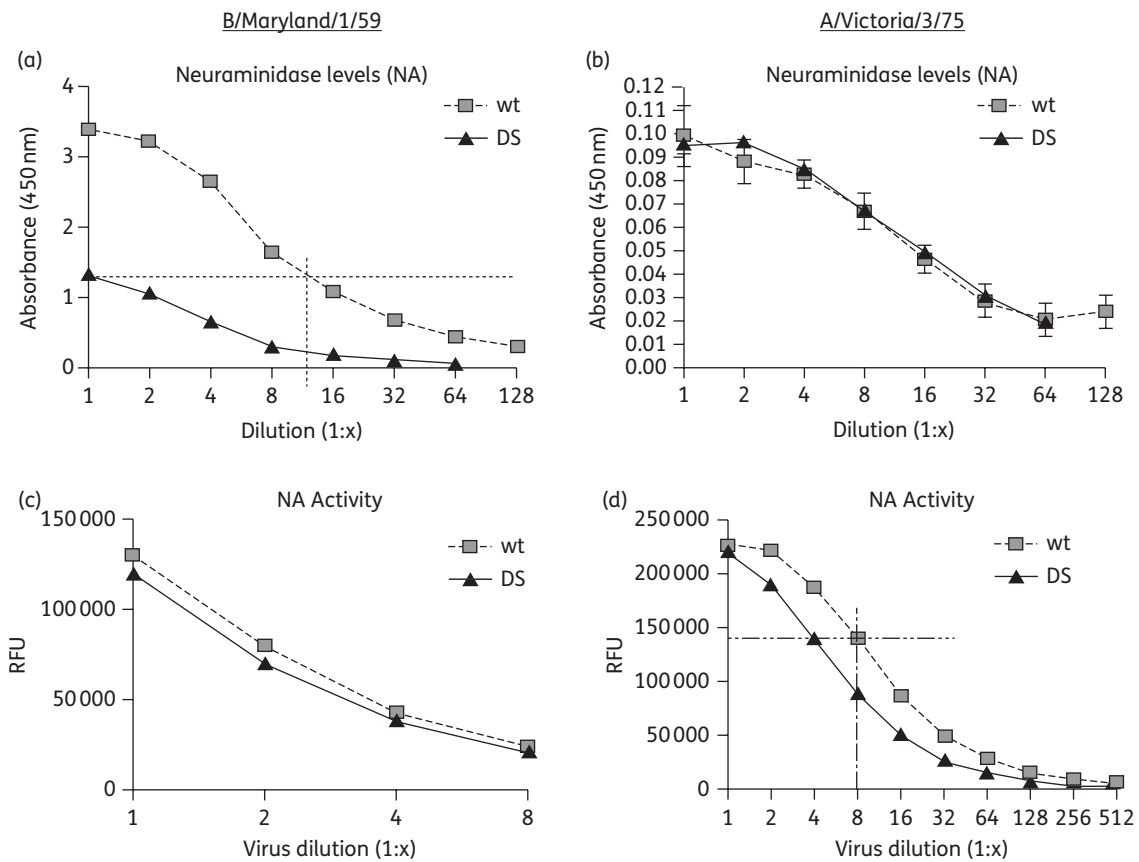 B/Maryland/1/59
A/Victoria/3/75
(a)
Neuraminidase levels (NA)
4
3
2
1
0
Absorbance (450 nm)
wt
DS
1 2 4 8 16 32 64 128
Dilution (1:x)
(b)
Neuraminidase levels (NA)
0.12
0.11
0.10
0.09
0.08
0.07
0.06
0.05
0.04
0.03
0.02
0.01
0.00
Absorbance (450 nm)
wt
DS
1 2 4 8 16 32 64 128
Dilution (1:x)
(c)
NA Activity
150 000
100 000
50 000
0
RFU
wt
DS
1 2 4 8
Virus dilution (1:x)
(d)
NA Activity
250 000
200 000
150 000
100 000
50 000
0
RFU
wt
DS
1 2 4 8 16 32 64 128 256 512
Virus dilution (1:x)